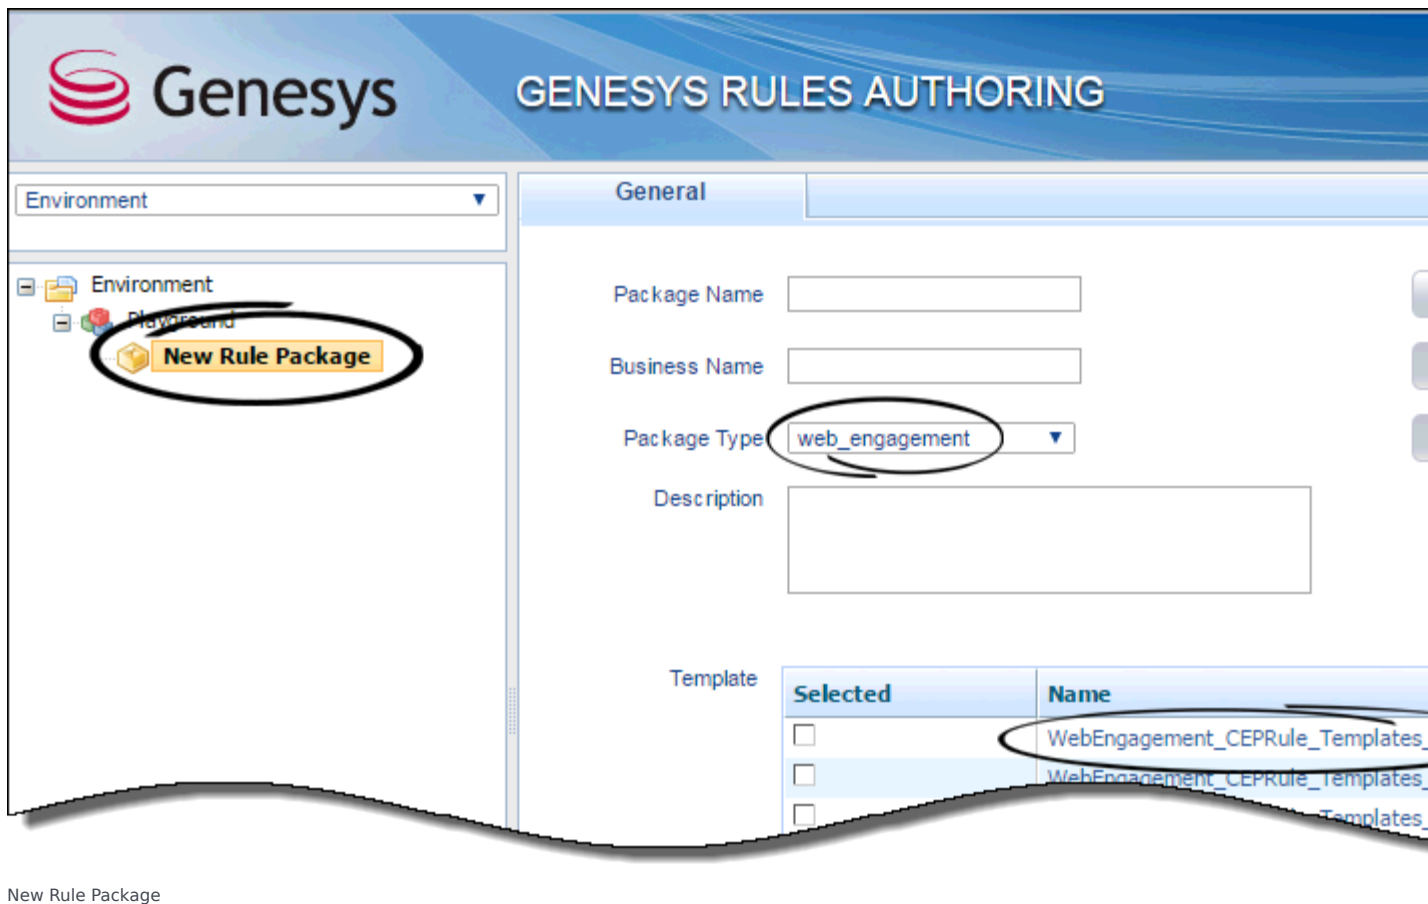 Genesys
GENESYS RULES AUTHORING
Environment
General
Environment
Playground
New Rule Package
Package Name
Business Name
Package Type
web_engagement
Description
Template
Selected
Name
WebEngagement_CEPRule_Templates_
WebEngagement_CEPRule_Templates_
Templates_
New Rule Package